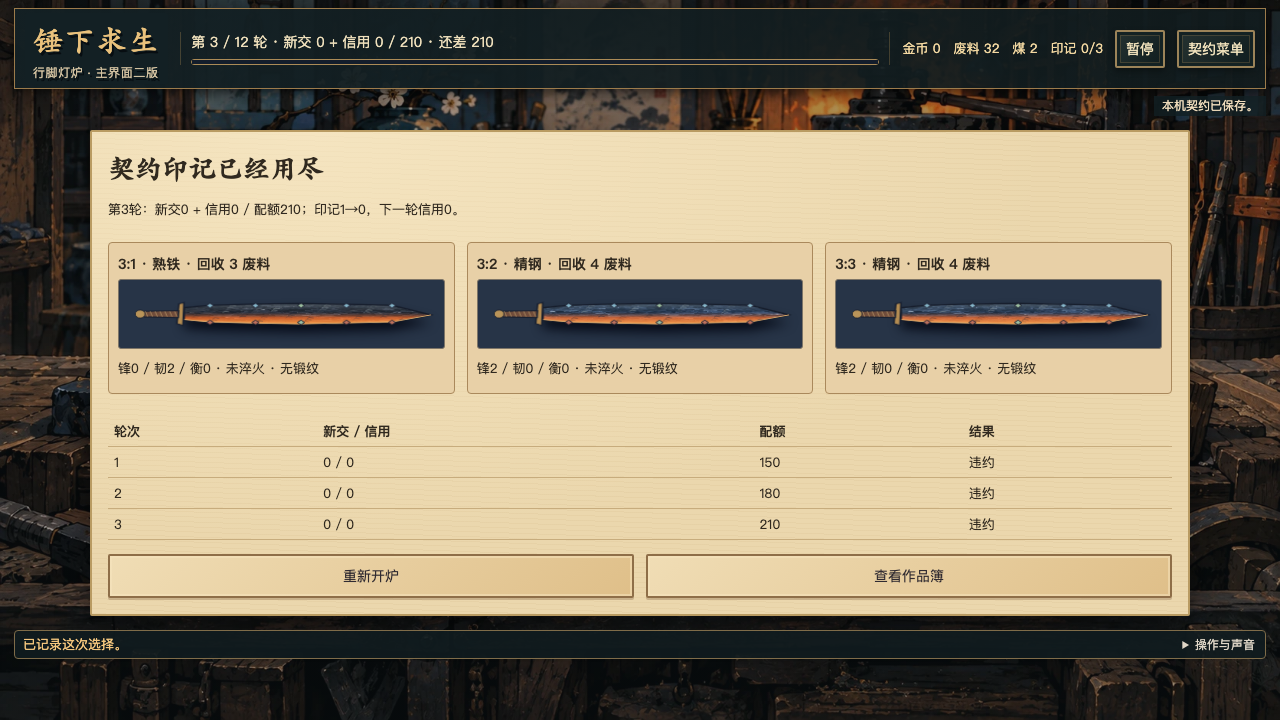 锤下求生
行脚灯炉 · 主界面二版
第 3 / 12 轮 · 新交 0 + 信用 0 / 210 · 还差 210
金币 0 废料 32 煤 2 印记 0/3
暂停
契约菜单
本机契约已保存。
契约印记已经用尽
第3轮：新交0 + 信用0 / 配额210；印记1→0，下一轮信用0。
3:1 · 熟铁 · 回收 3 废料
锋0 / 韧2 / 衡0 · 未淬火 · 无锻纹
3:2 · 精钢 · 回收 4 废料
锋2 / 韧0 / 衡0 · 未淬火 · 无锻纹
3:3 · 精钢 · 回收 4 废料
锋2 / 韧0 / 衡0 · 未淬火 · 无锻纹
轮次 新交 / 信用 配额 结果
1 0 / 0 150 违约
2 0 / 0 180 违约
3 0 / 0 210 违约
重新开炉
查看作品簿
已记录这次选择。
▶ 操作与声音